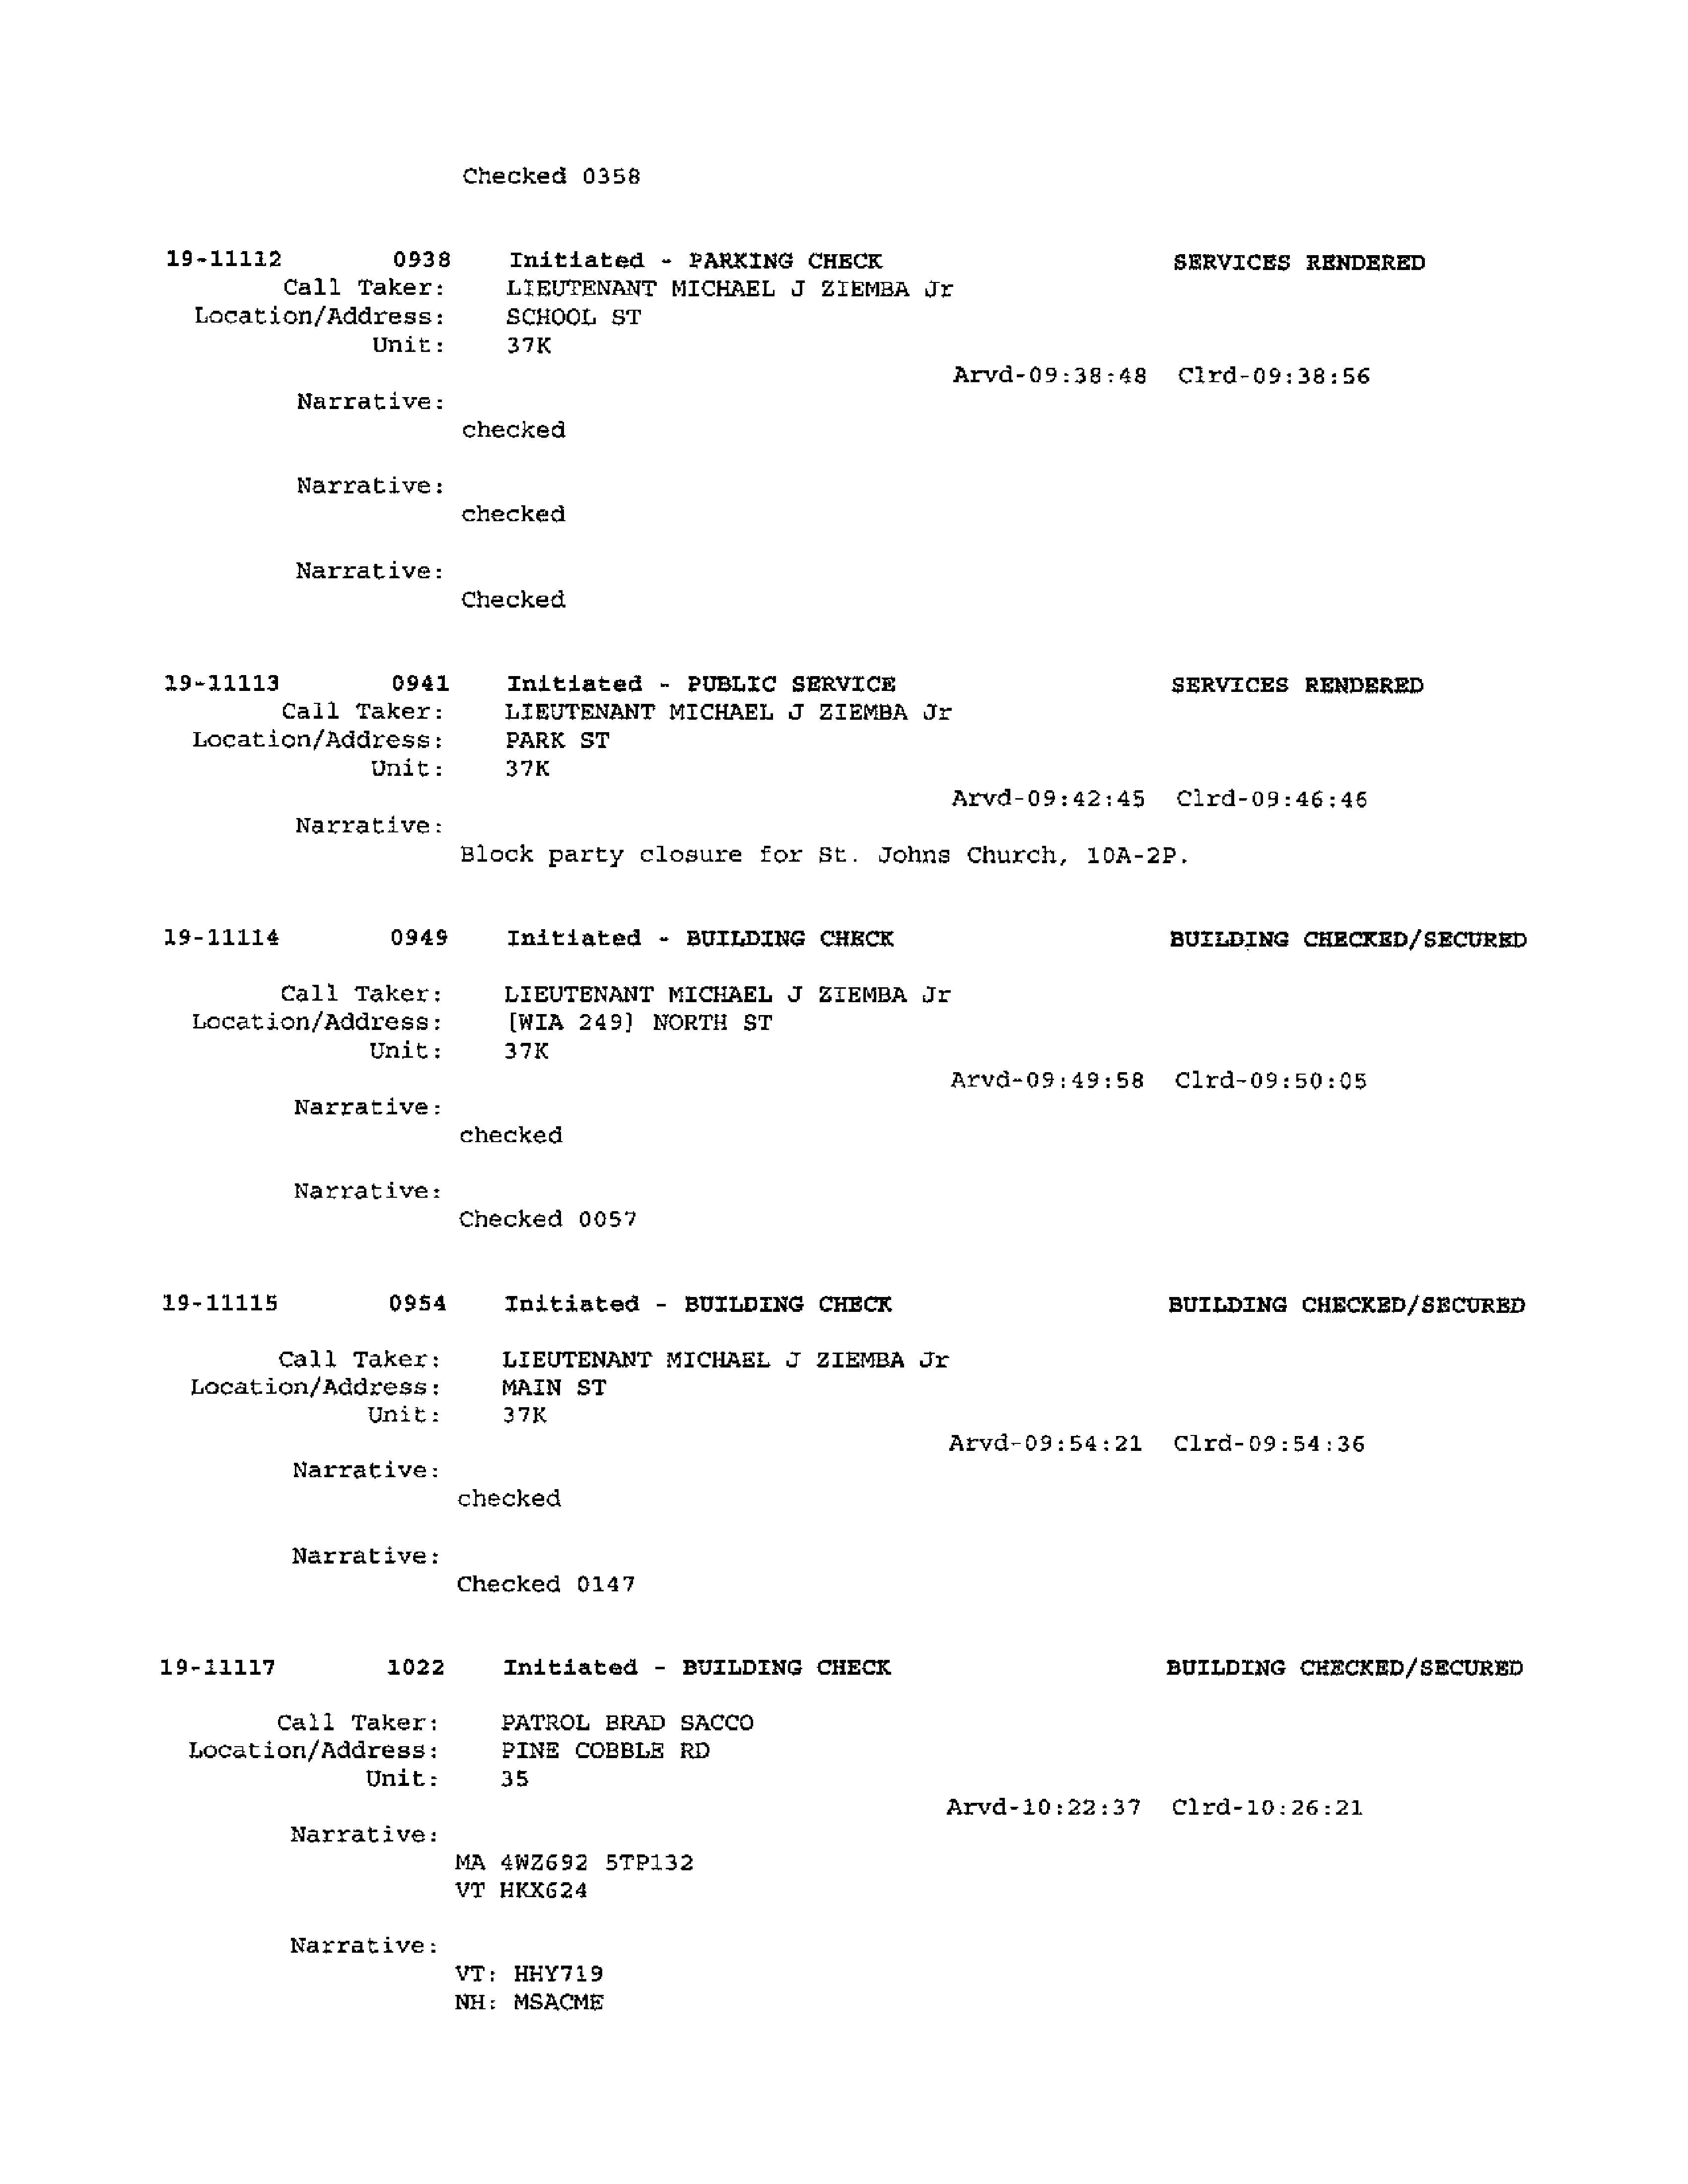 Checked 0358
19-11112 0938 Initiated - PARKING CHECK SERVICES RENDERED
Call Taker: LIEUTENANT MICHAEL J ZIEMBA Jr
Location/Address: SCHOOL ST
Unit: 37K
Arvd-09:38:48 Clrd-09:38:56
Narrative:
checked
Narrative:
checked
Narrative:
Checked
19-11113 0941 Initiated - PUBLIC SERVICE SERVICES RENDERED
Call Taker: LIEUTENANT MICHAEL J ZIEMBA Jr
Location/Address: PARK ST
Unit: 37K
Arvd-09:42:45 Clrd-09:46:46
Narrative:
Block party closure for St. Johns Church, 10A-2P.
19-11114 0949 Initiated - BUILDING CHECK BUILDING CHECKED/SECURED
Call Taker: LIEUTENANT MICHAEL J ZIEMBA Jr
Location/Address: [WIA 249] NORTH ST
Unit: 37K
Arvd-09:49:58 Clrd-09:50:05
Narrative:
checked
Narrative:
Checked 0057
19-11115 0954 Initiated - BUILDING CHECK BUILDING CHECKED/SECURED
Call Taker: LIEUTENANT MICHAEL J ZIEMBA Jr
Location/Address: MAIN ST
Unit: 37K
Arvd-09:54:21 Clrd-09:54:36
Narrative:
checked
Narrative:
Checked 0147
19-11117 1022 Initiated - BUILDING CHECK BUILDING CHECKED/SECURED
Call Taker: PATROL BRAD SACCO
Location/Address: PINE COBBLE RD
Unit: 35
Arvd-10:22:37 Clrd-10:26:21
Narrative:
MA 4WZ692 5TP132
VT HKX624
Narrative:
VT: HHY719
NH: MSACME